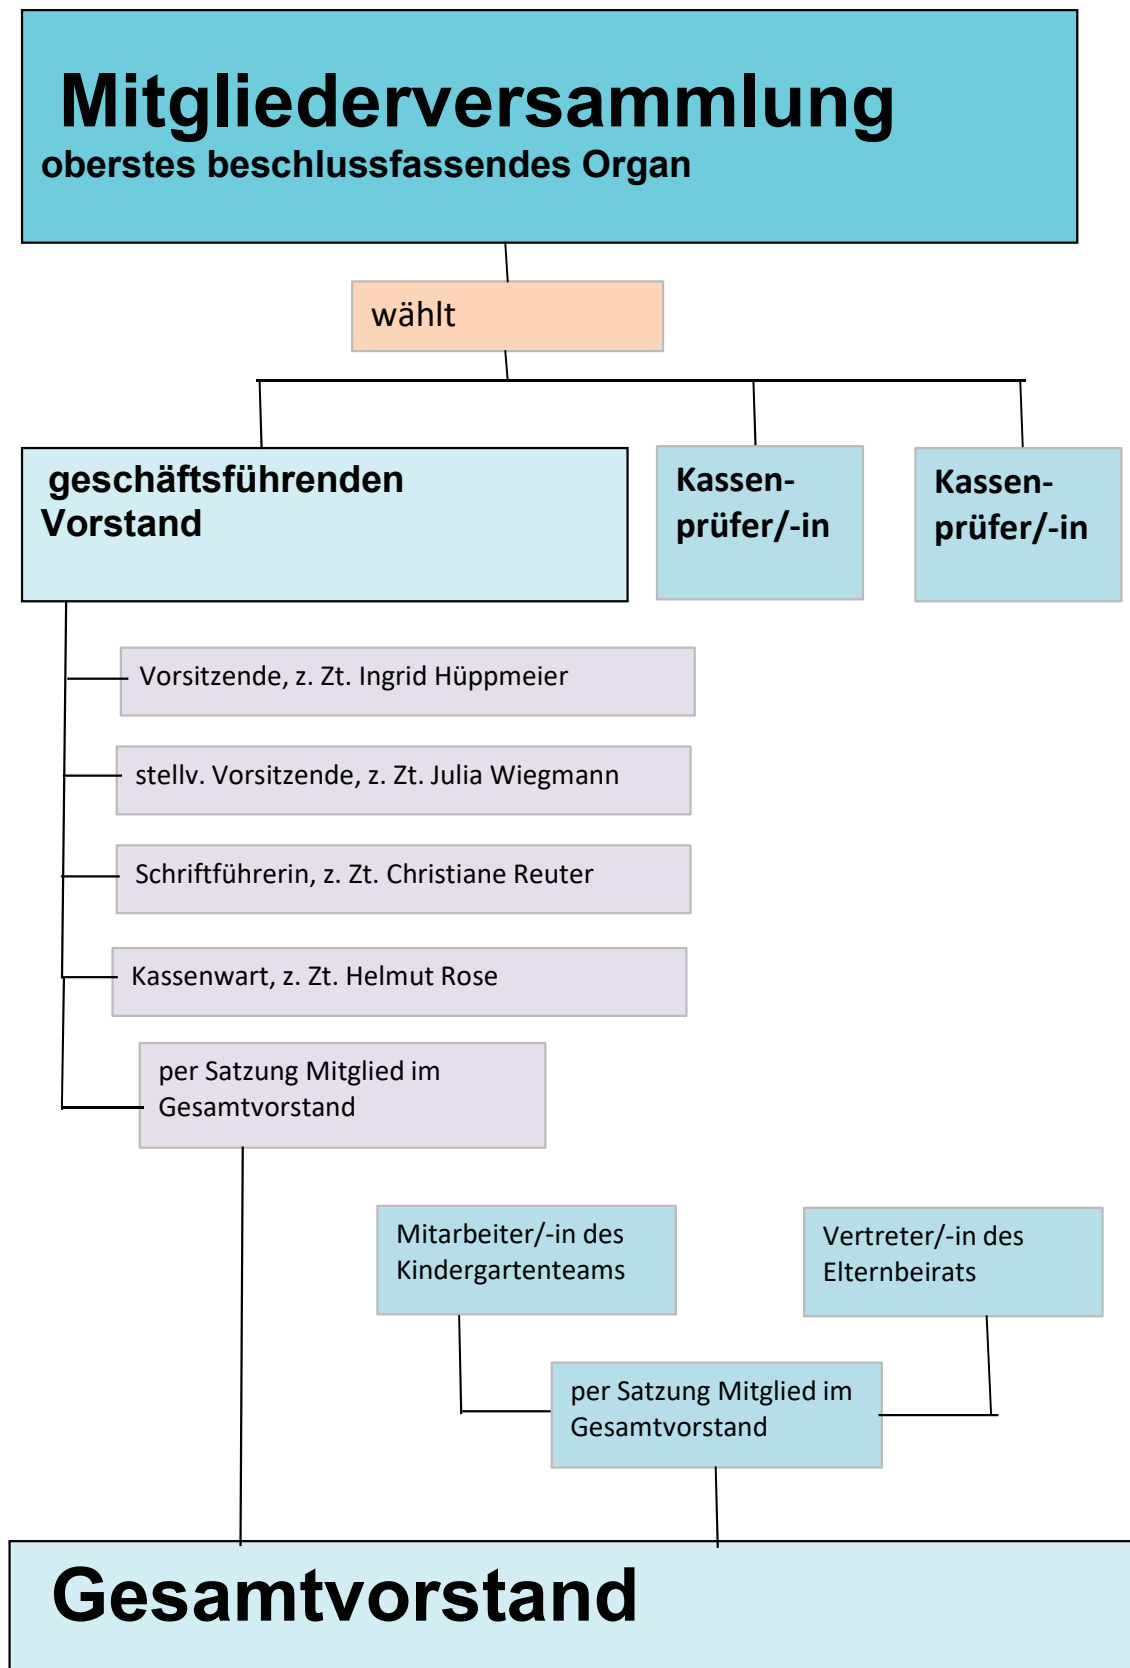 Mitgliederversammlung
oberstes beschlussfassendes Organ
wählt
geschäftsführenden
Vorstand
Kassen-
prüfer/-in
Kassen-
prüfer/-in
Vorsitzende, z. Zt. Ingrid Hüppmeier
stellv. Vorsitzende, z. Zt. Julia Wiegmann
Schriftführerin, z. Zt. Christiane Reuter
Kassenwart, z. Zt. Helmut Rose
per Satzung Mitglied im
Gesamtvorstand
Mitarbeiter/-in des
Kindergartenteams
Vertreter/-in des
Elternbeirats
per Satzung Mitglied im
Gesamtvorstand
Gesamtvorstand